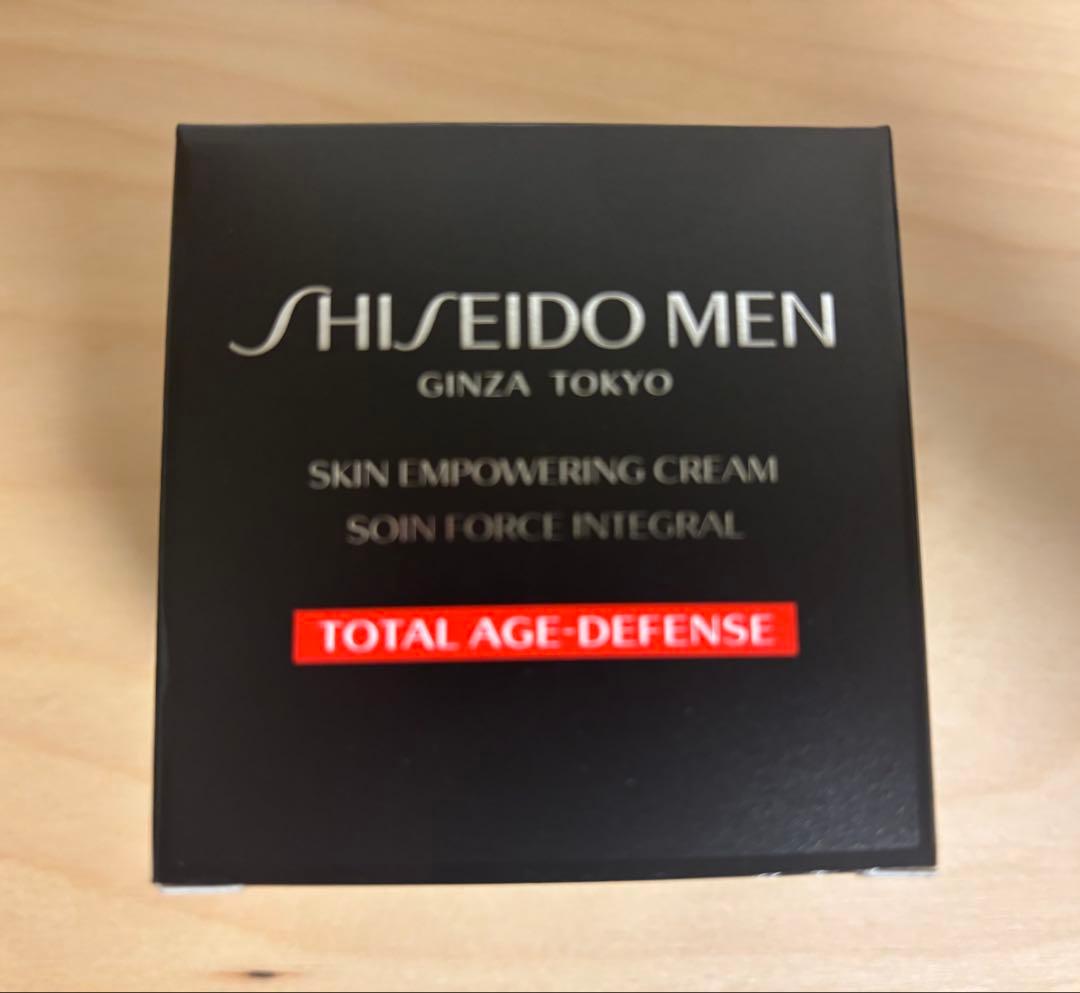 SHISEIDO MEN
GINZA TOKYO
SKIN EMPOWERING CREAM
SOIN FORCE INTEGRAL
TOTAL AGE-DEFENSE